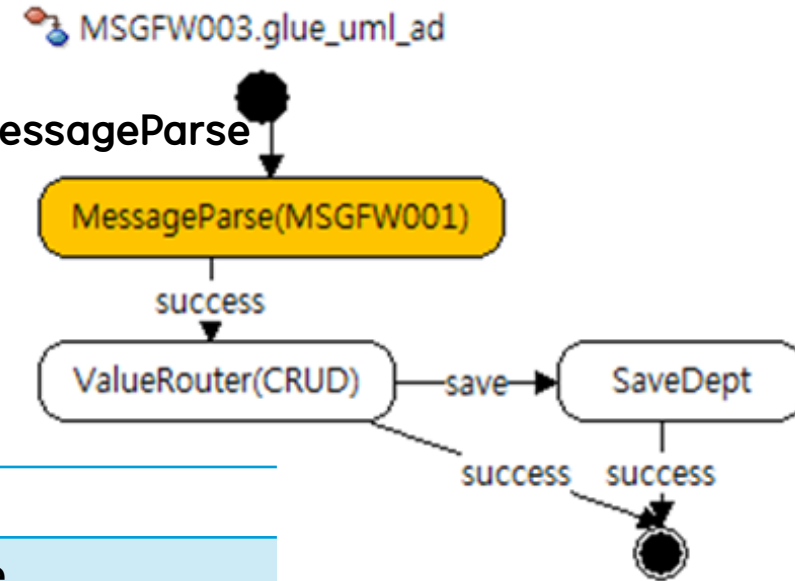 MSGFW003.glue_uml_ad
essageParse
MessageParse(MSGFW001)
success
ValueRouter(CRUD)
save
SaveDept
success
success